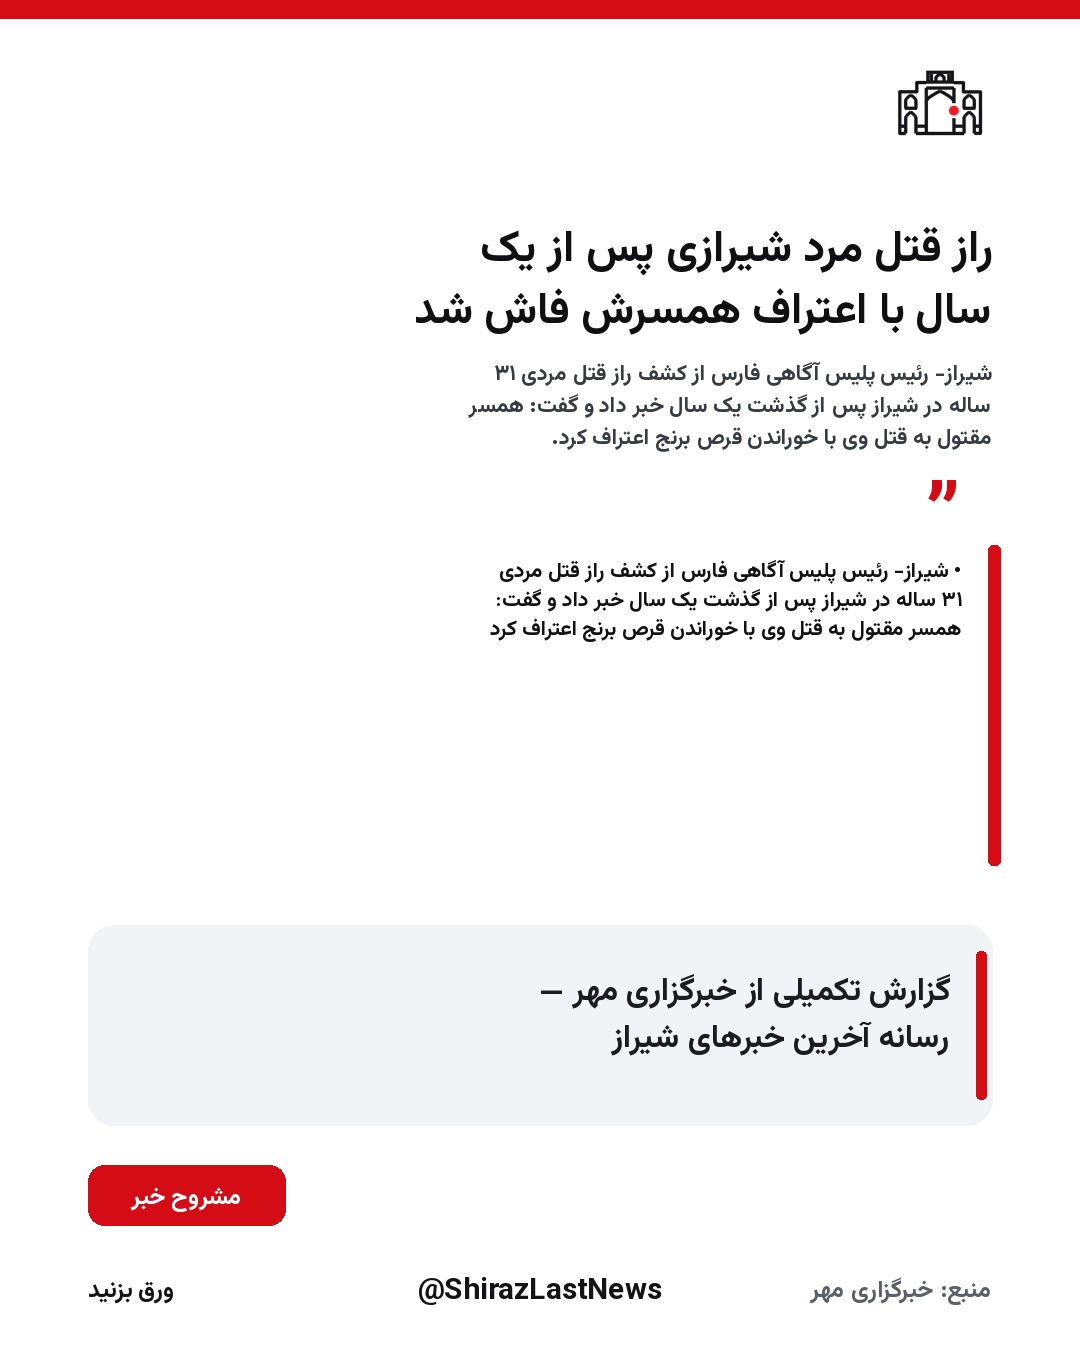 راز قتل مرد شیرازی پس از یک
سال با اعتراف همسرش فاش شد
شیراز- رئیس پلیس آگاهی فارس از کشف راز قتل مردی ۳۱
ساله در شیراز پس از گذشت یک سال خبر داد و گفت: همسر
مقتول به قتل وی با خوراندن قرص برنج اعتراف کرد.
”
• شیراز- رئیس پلیس آگاهی فارس از کشف راز قتل مردی
۳۱ ساله در شیراز پس از گذشت یک سال خبر داد و گفت:
همسر مقتول به قتل وی با خوراندن قرص برنج اعتراف کرد
گزارش تکمیلی از خبرگزاری مهر —
رسانه آخرین خبرهای شیراز
مشروح خبر
منبع: خبرگزاری مهر
@ShirazLastNews
ورق بزنید